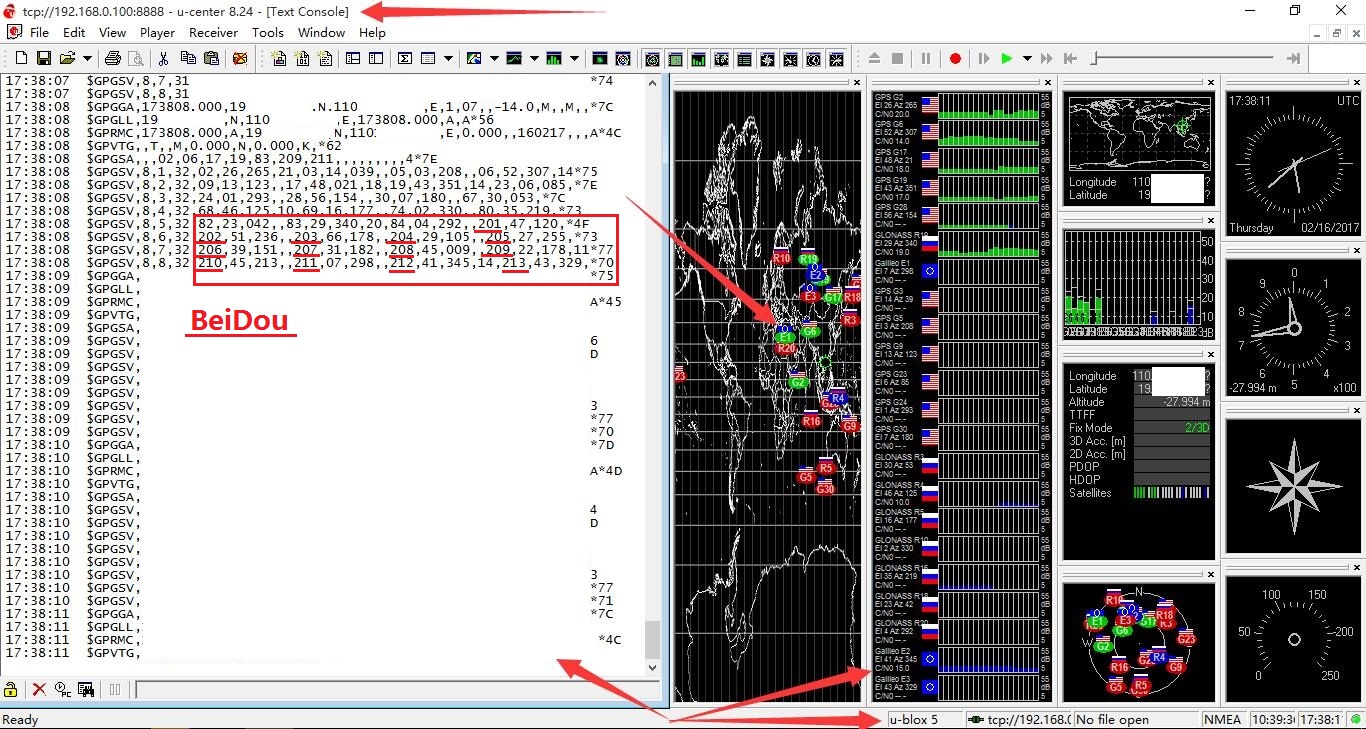 tcp://192.168.0.100:8888 - u-center 8.24 - [Text Console]
File Edit View Player Receiver Tools Window Help
17:38:07 $GPGSV,8,7,31 *74
17:38:07 $GPGSV,8,8,31
17:38:08 $GPGGA,173808.000,19 .N.110 ,E,1,07,,-14.0,M,,M,,*7C
17:38:08 $GPGLL,19 ,N,110 ,E,173808.000,A,A*56
17:38:08 $GPRMC,173808.000,A,19 ,N,110 ,E,0.000,,160217,,,A*4C
17:38:08 $GPVTG,,T,,M,0.000,N,0.000,K,*62
17:38:08 $GPGSA,,,02,06,17,19,83,209,211,,,,,,,,,4*7E
17:38:08 $GPGSV,8,1,32,02,26,265,21,03,14,039,,05,03,208,,06,52,307,14*75
17:38:08 $GPGSV,8,2,32,09,13,123,,17,48,021,18,19,43,351,14,23,06,085,*7E
17:38:08 $GPGSV,8,3,32,24,01,293,,28,56,154,,30,07,180,,67,30,053,*7C
17:38:08 $GPGSV,8,4,32,68,46,125,10,69,16,177,,74,02,330,,80,35,219,*73
17:38:08 $GPGSV,8,5,32,82,23,042,,83,29,340,20,84,04,292,,201,47,120,*4F
17:38:08 $GPGSV,8,6,32,202,51,236,,203,66,178,,204,29,105,,205,27,255,*73
17:38:08 $GPGSV,8,7,32,206,39,151,,207,31,182,,208,45,009,,209,22,178,11*77
17:38:08 $GPGSV,8,8,32,210,45,213,,211,07,298,,212,41,345,14,213,43,329,*70
17:38:09 $GPGGA, *75
17:38:09 $GPGLL,
17:38:09 $GPRMC, A*45
17:38:09 $GPVTG,
17:38:09 $GPGSA,
17:38:09 $GPGSV, 6
17:38:09 $GPGSV, D
17:38:09 $GPGSV,
17:38:09 $GPGSV,
17:38:09 $GPGSV,
17:38:09 $GPGSV, 3
17:38:09 $GPGSV, *77
17:38:09 $GPGSV, *70
17:38:10 $GPGGA, *7D
17:38:10 $GPGLL,
17:38:10 $GPRMC, A*4D
17:38:10 $GPVTG,
17:38:10 $GPGSA,
17:38:10 $GPGSV, 4
17:38:10 $GPGSV, D
17:38:10 $GPGSV,
17:38:10 $GPGSV,
17:38:10 $GPGSV,
17:38:10 $GPGSV, 3
17:38:10 $GPGSV, *77
17:38:10 $GPGSV, *71
17:38:11 $GPGGA, *7C
17:38:11 $GPGLL,
17:38:11 $GPRMC, *4C
17:38:11 $GPVTG,
BeiDou
R10 R19
E2
E3 G17 R18
R3
E1 G6
R20
G2
23
R4
R16 G9
G5 R5
G30
GPS G2
El 26 Az 265
C/N0 20.0
GPS G6
El 52 Az 307
C/N0 14.0
GPS G17
El 48 Az 21
C/N0 18.0
GPS G19
El 43 Az 351
C/N0 17.0
GPS G28
El 56 Az 154
C/N0 -.-
GLONASS R19
El 29 Az 340
C/N0 20.0
Galileo E1
El 7 Az 298
C/N0 -.-
GPS G3
El 14 Az 39
C/N0 -.-
GPS G5
El 3 Az 208
C/N0 -.-
GPS G9
El 13 Az 123
C/N0 -.-
GPS G23
El 6 Az 85
C/N0 -.-
GPS G24
El 1 Az 293
C/N0 -.-
GPS G30
El 7 Az 180
C/N0 -.-
GLONASS R3
El 30 Az 53
C/N0 -.-
GLONASS R4
El 46 Az 125
C/N0 10.0
GLONASS R5
El 16 Az 177
C/N0 -.-
GLONASS R10
El 2 Az 330
C/N0 -.-
GLONASS R16
El 35 Az 219
C/N0 -.-
GLONASS R18
El 23 Az 42
C/N0 -.-
GLONASS R20
El 4 Az 292
C/N0 -.-
Galileo E2
El 41 Az 345
C/N0 15.0
Galileo E3
El 43 Az 329
C/N0 -.-
55
dB
5
Longitude 110 ?
Latitude 19 ?
50
40
30
20
10
dB
Longitude 110. ?
Latitude 19. ?
Altitude -27.994 m
TTFF
Fix Mode 2/3D
3D Acc. [m]
2D Acc. [m]
PDOP
HDOP
Satellites
N
W
R10 R18
E1 E3 G17 R3
G6 G23
G2
R4
R16 G9
G5 R5
17:38:11 UTC
Thursday 02/16/2017
0
9 1
8 2
7 3
6 4
5
-27.994 m x100
100 150
50 200
0 250
Ready u-blox 5 tcp://192.168.( No file open NMEA 10:39:3 17:38:1